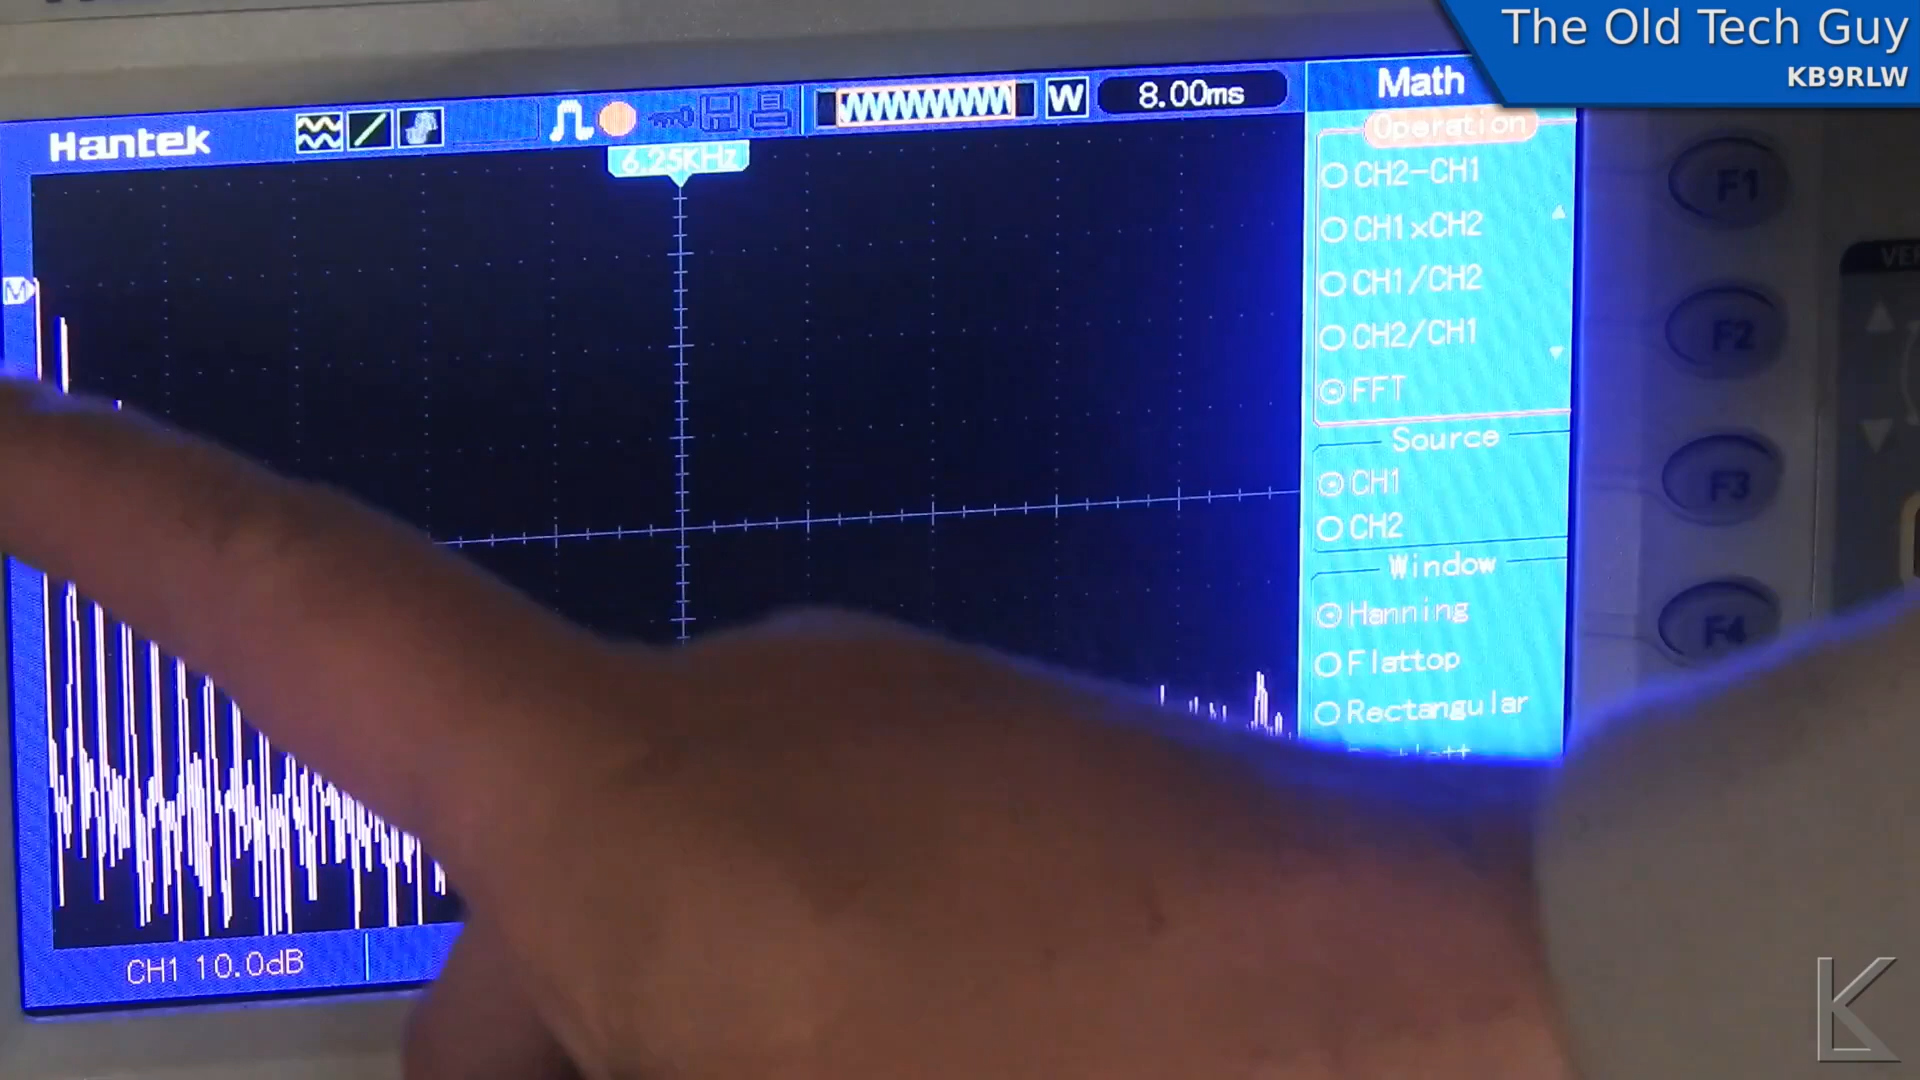 The Old Tech Guy
KB9RLW
Hantek
W
8.00ms
Math
6.25KHz
Operation
CH2-CH1
CH1xCH2
CH1/CH2
CH2/CH1
FFT
Source
CH1
CH2
Window
Hanning
Flattop
Rectangular
M
CH1 10.0dB
F1
F2
F3
F4
K